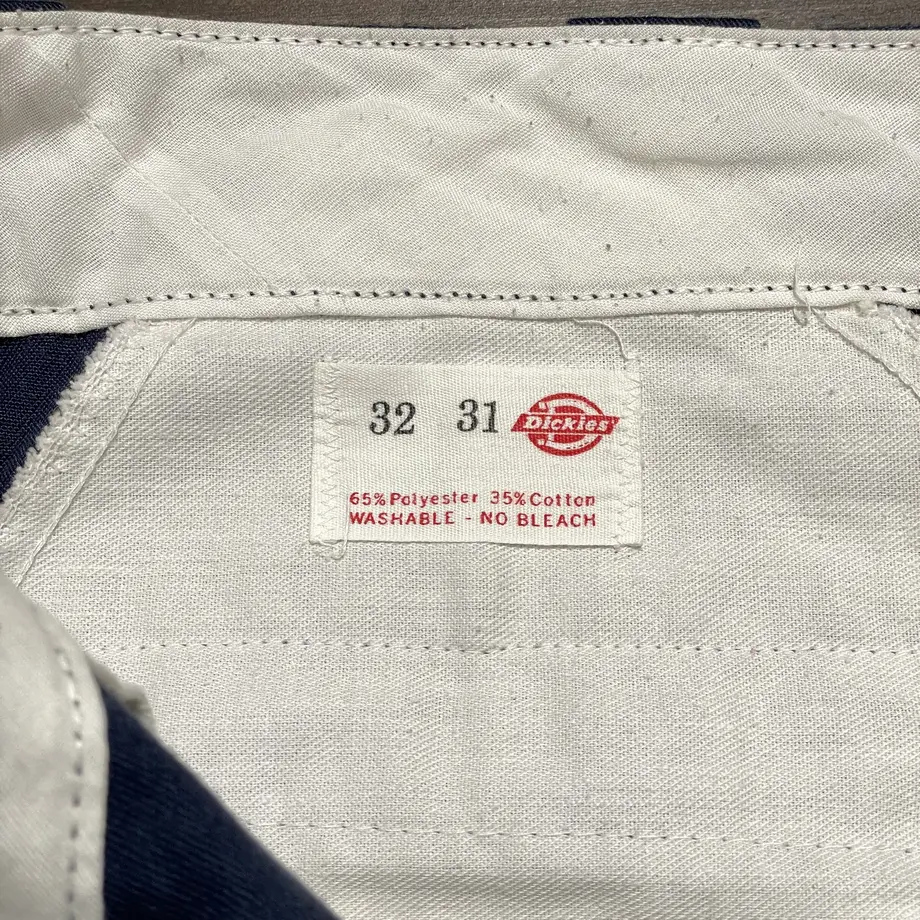 32 31 Dickies
65% Polyester 35% Cotton
WASHABLE - NO BLEACH